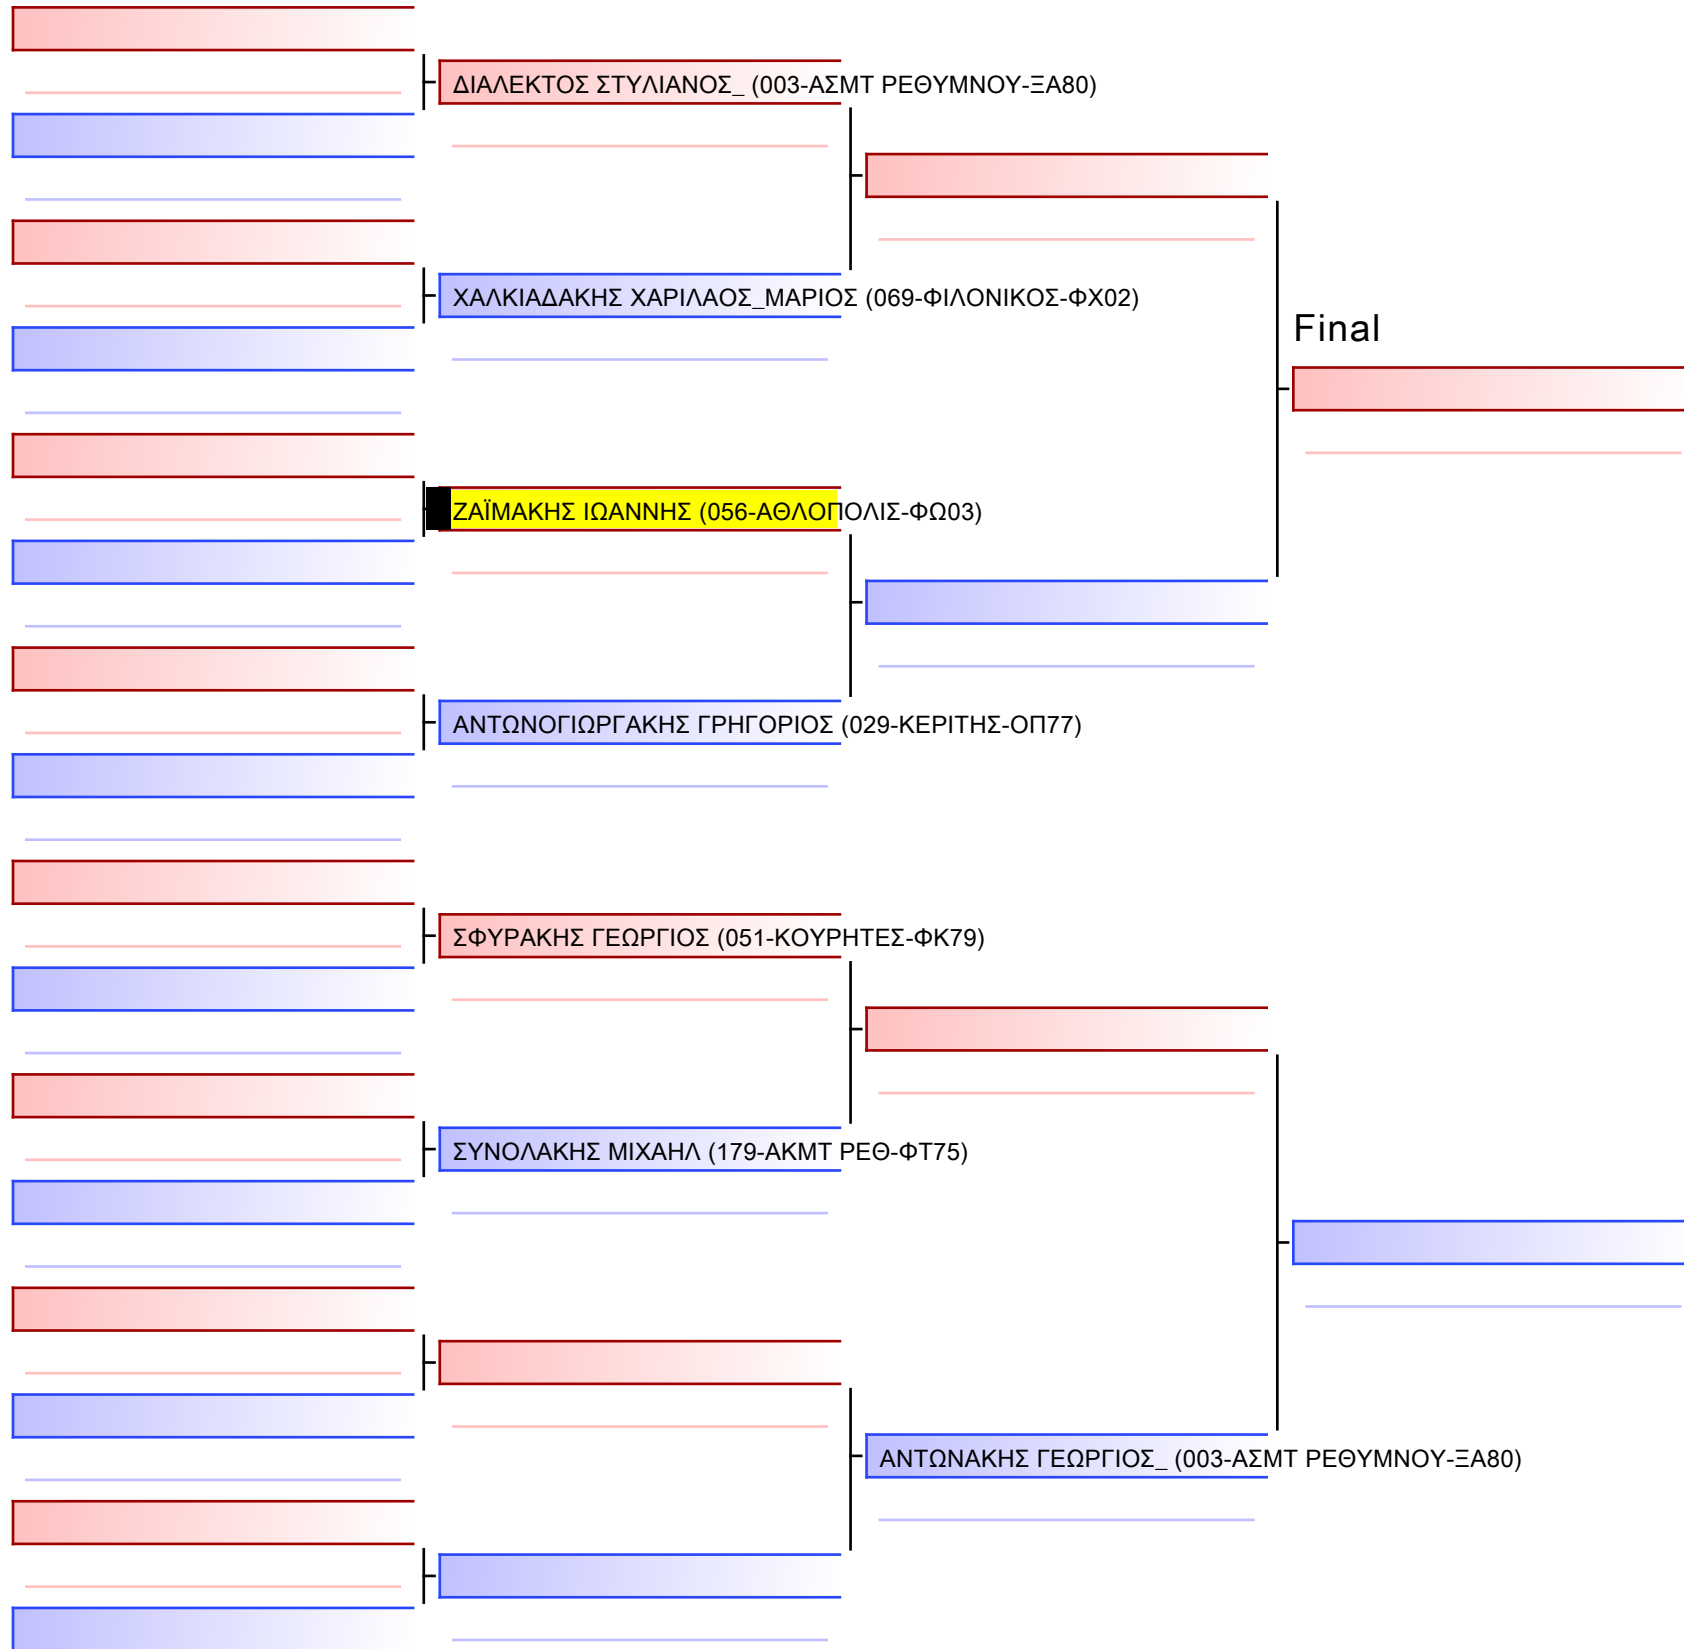 ΔΙΑΛΕΚΤΟΣ ΣΤΥΛΙΑΝΟΣ_ (003-ΑΣΜΤ ΡΕΘΥΜΝΟΥ-ΞΑ80)
ΧΑΛΚΙΑΔΑΚΗΣ ΧΑΡΙΛΑΟΣ_ΜΑΡΙΟΣ (069-ΦΙΛΟΝΙΚΟΣ-ΦΧ02)
Final
ΖΑΪΜΑΚΗΣ ΙΩΑΝΝΗΣ (056-ΑΘΛΟΠΟΛΙΣ-ΦΩ03)
ΑΝΤΩΝΟΓΙΩΡΓΑΚΗΣ ΓΡΗΓΟΡΙΟΣ (029-ΚΕΡΙΤΗΣ-ΟΠ77)
ΣΦΥΡΑΚΗΣ ΓΕΩΡΓΙΟΣ (051-ΚΟΥΡΗΤΕΣ-ΦΚ79)
ΣΥΝΟΛΑΚΗΣ ΜΙΧΑΗΛ (179-ΑΚΜΤ ΡΕΘ-ΦΤ75)
ΑΝΤΩΝΑΚΗΣ ΓΕΩΡΓΙΟΣ_ (003-ΑΣΜΤ ΡΕΘΥΜΝΟΥ-ΞΑ80)